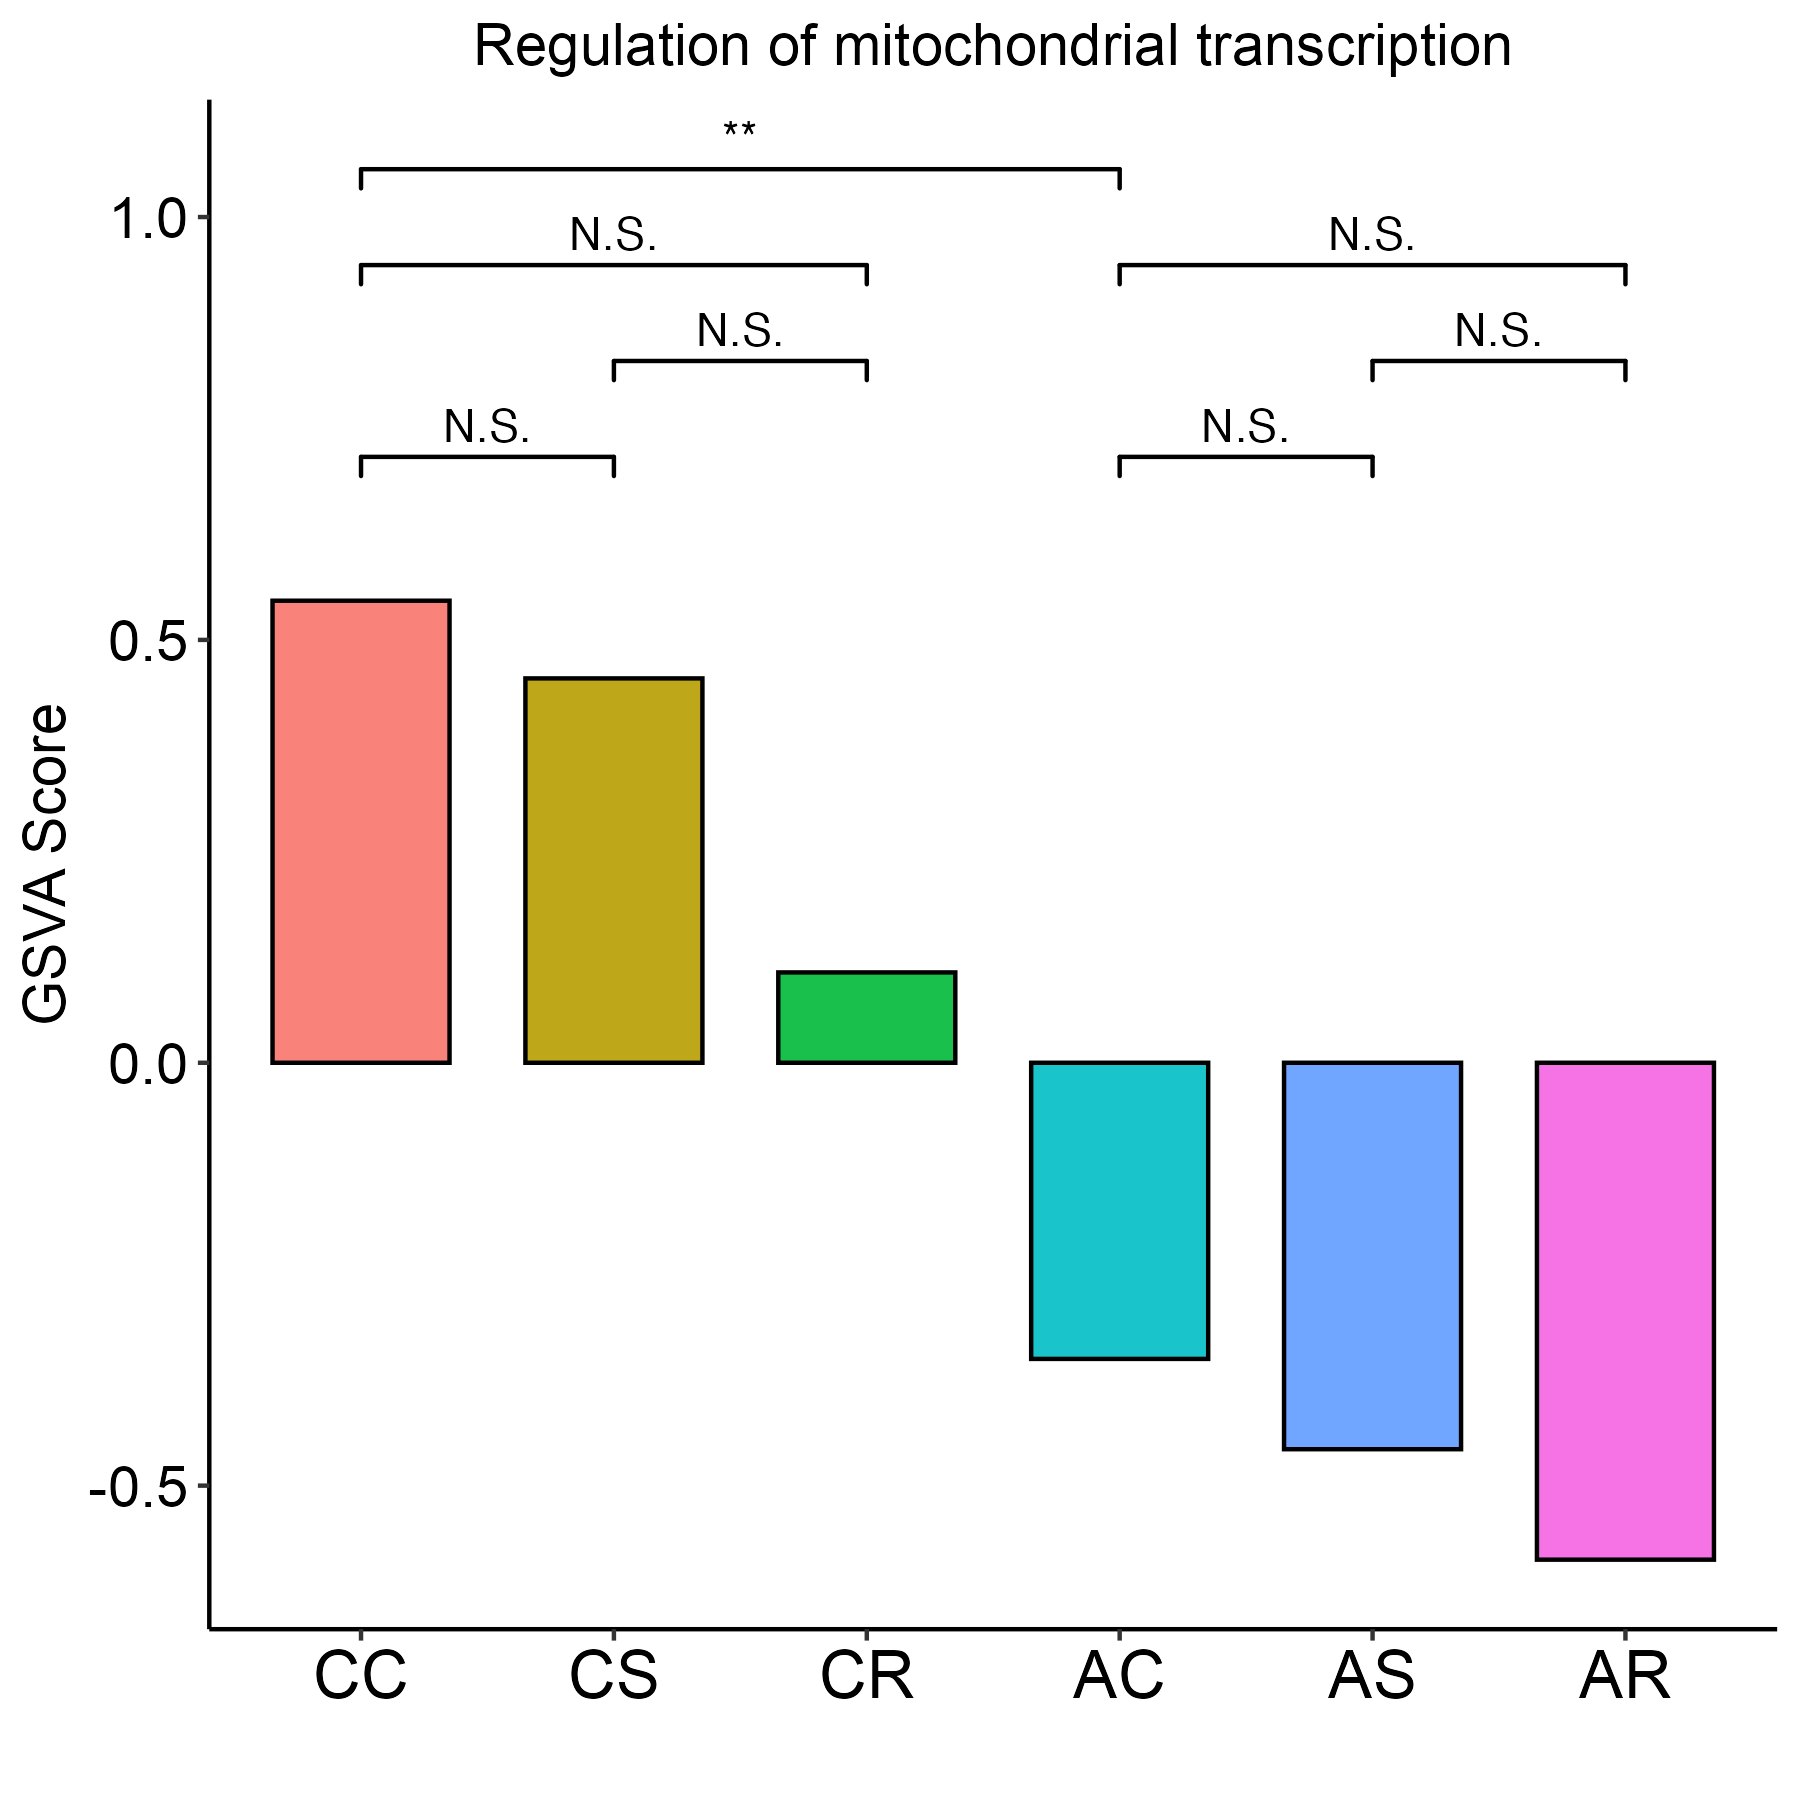 Regulation of mitochondrial transcription
**
1.0
N.S.
N.S.
N.S.
N.S.
N.S.
N.S.
0.5
GSVA Score
0.0
-0.5
CC CS CR AC AS AR